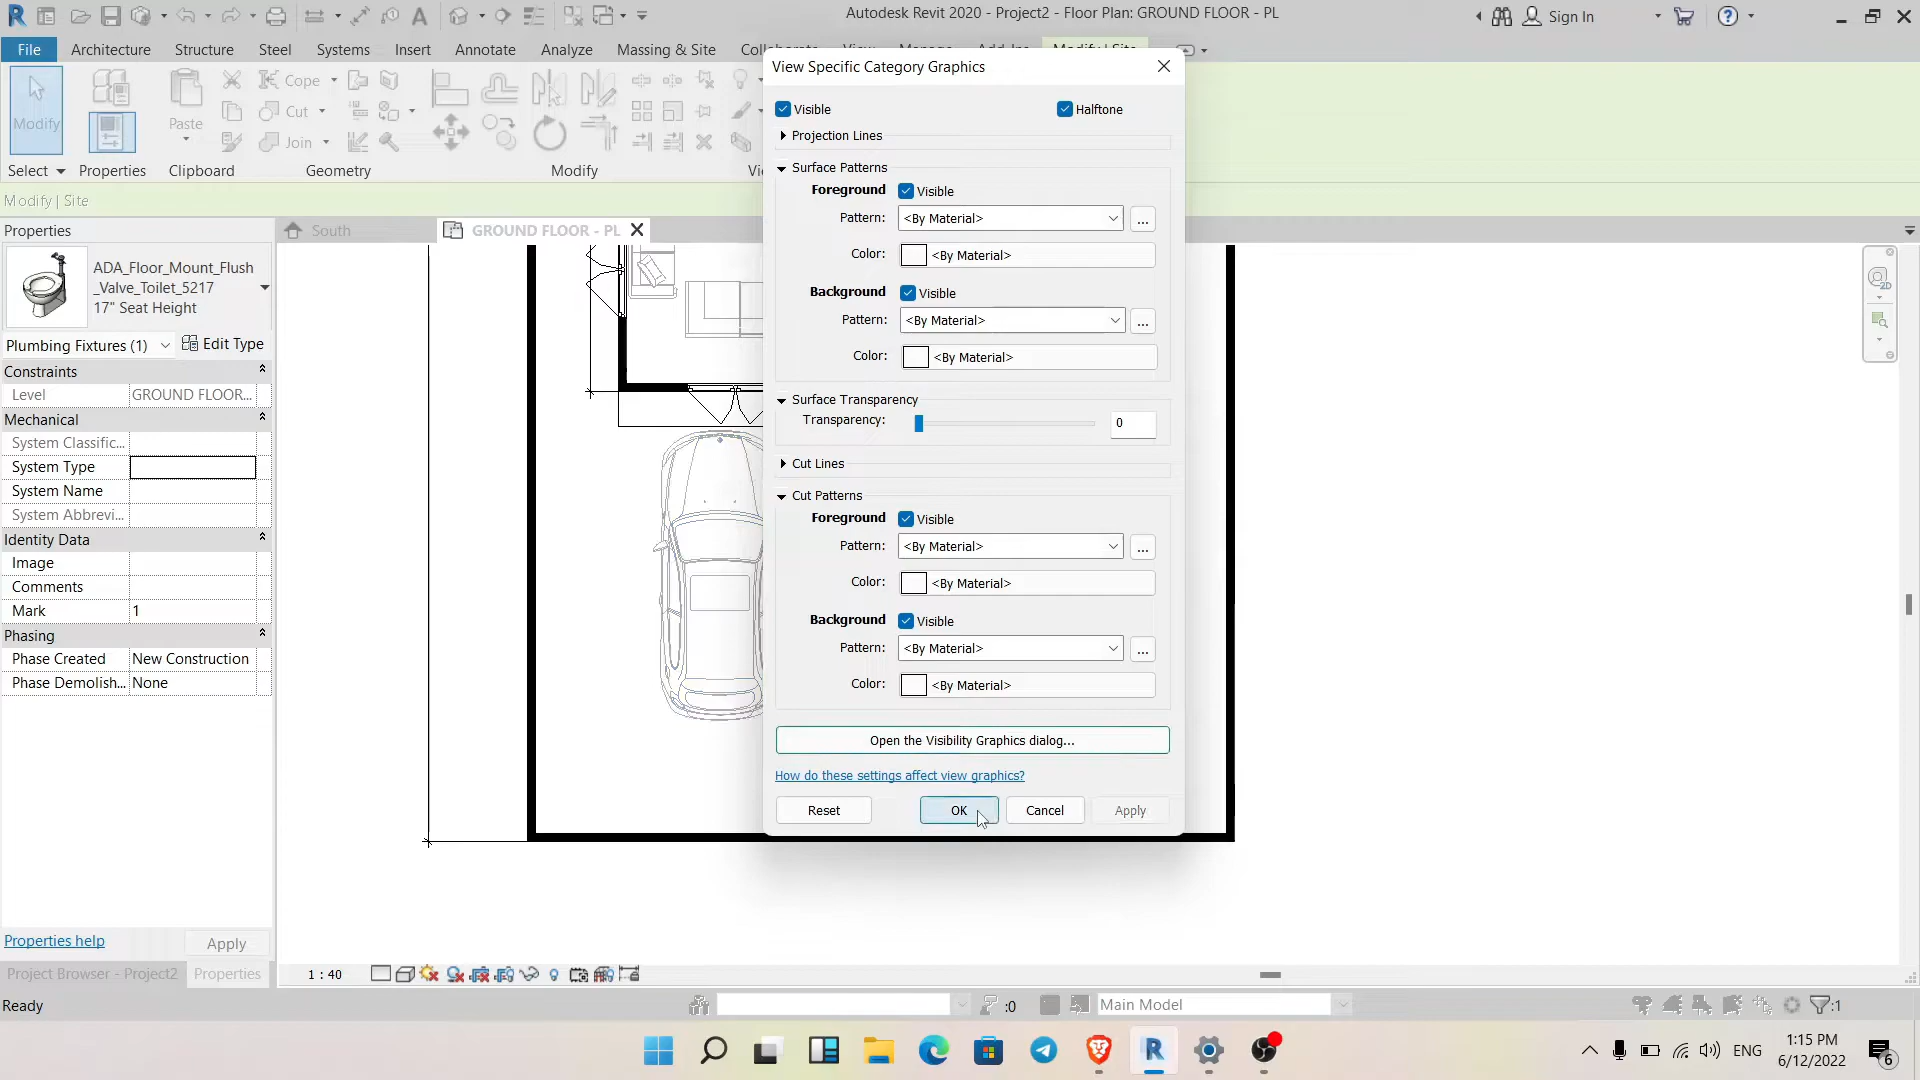 Autodesk Revit 2020 - Project2 - Floor Plan: GROUND FLOOR - PL
Sign In
File
Architecture
Structure
Steel
Systems
Insert
Annotate
Analyze
Massing & Site
Modify
Cope
Cut
Join
Paste
Select
Properties
Clipboard
Geometry
Modify
Modify | Site
Properties
ADA_Floor_Mount_Flush
_Valve_Toilet_5217
17" Seat Height
Plumbing Fixtures (1)
Edit Type
Constraints
Level GROUND FLOOR...
Mechanical
System Classific...
System Type
System Name
System Abbrevi...
Identity Data
Image
Comments
Mark 1
Phasing
Phase Created New Construction
Phase Demolish... None
Properties help
Apply
Project Browser - Project2
Properties
South
GROUND FLOOR - PL
View Specific Category Graphics
Visible
Halftone
Projection Lines
Surface Patterns
Foreground Visible
Pattern: <By Material> ...
Color: <By Material>
Background Visible
Pattern: <By Material> ...
Color: <By Material>
Surface Transparency
Transparency: 0
Cut Lines
Cut Patterns
Foreground Visible
Pattern: <By Material> ...
Color: <By Material>
Background Visible
Pattern: <By Material> ...
Color: <By Material>
Open the Visibility Graphics dialog...
How do these settings affect view graphics?
Reset
OK
Cancel
Apply
2D
1 : 40
Ready
:0
Main Model
:1
ENG
1:15 PM
6/12/2022
6